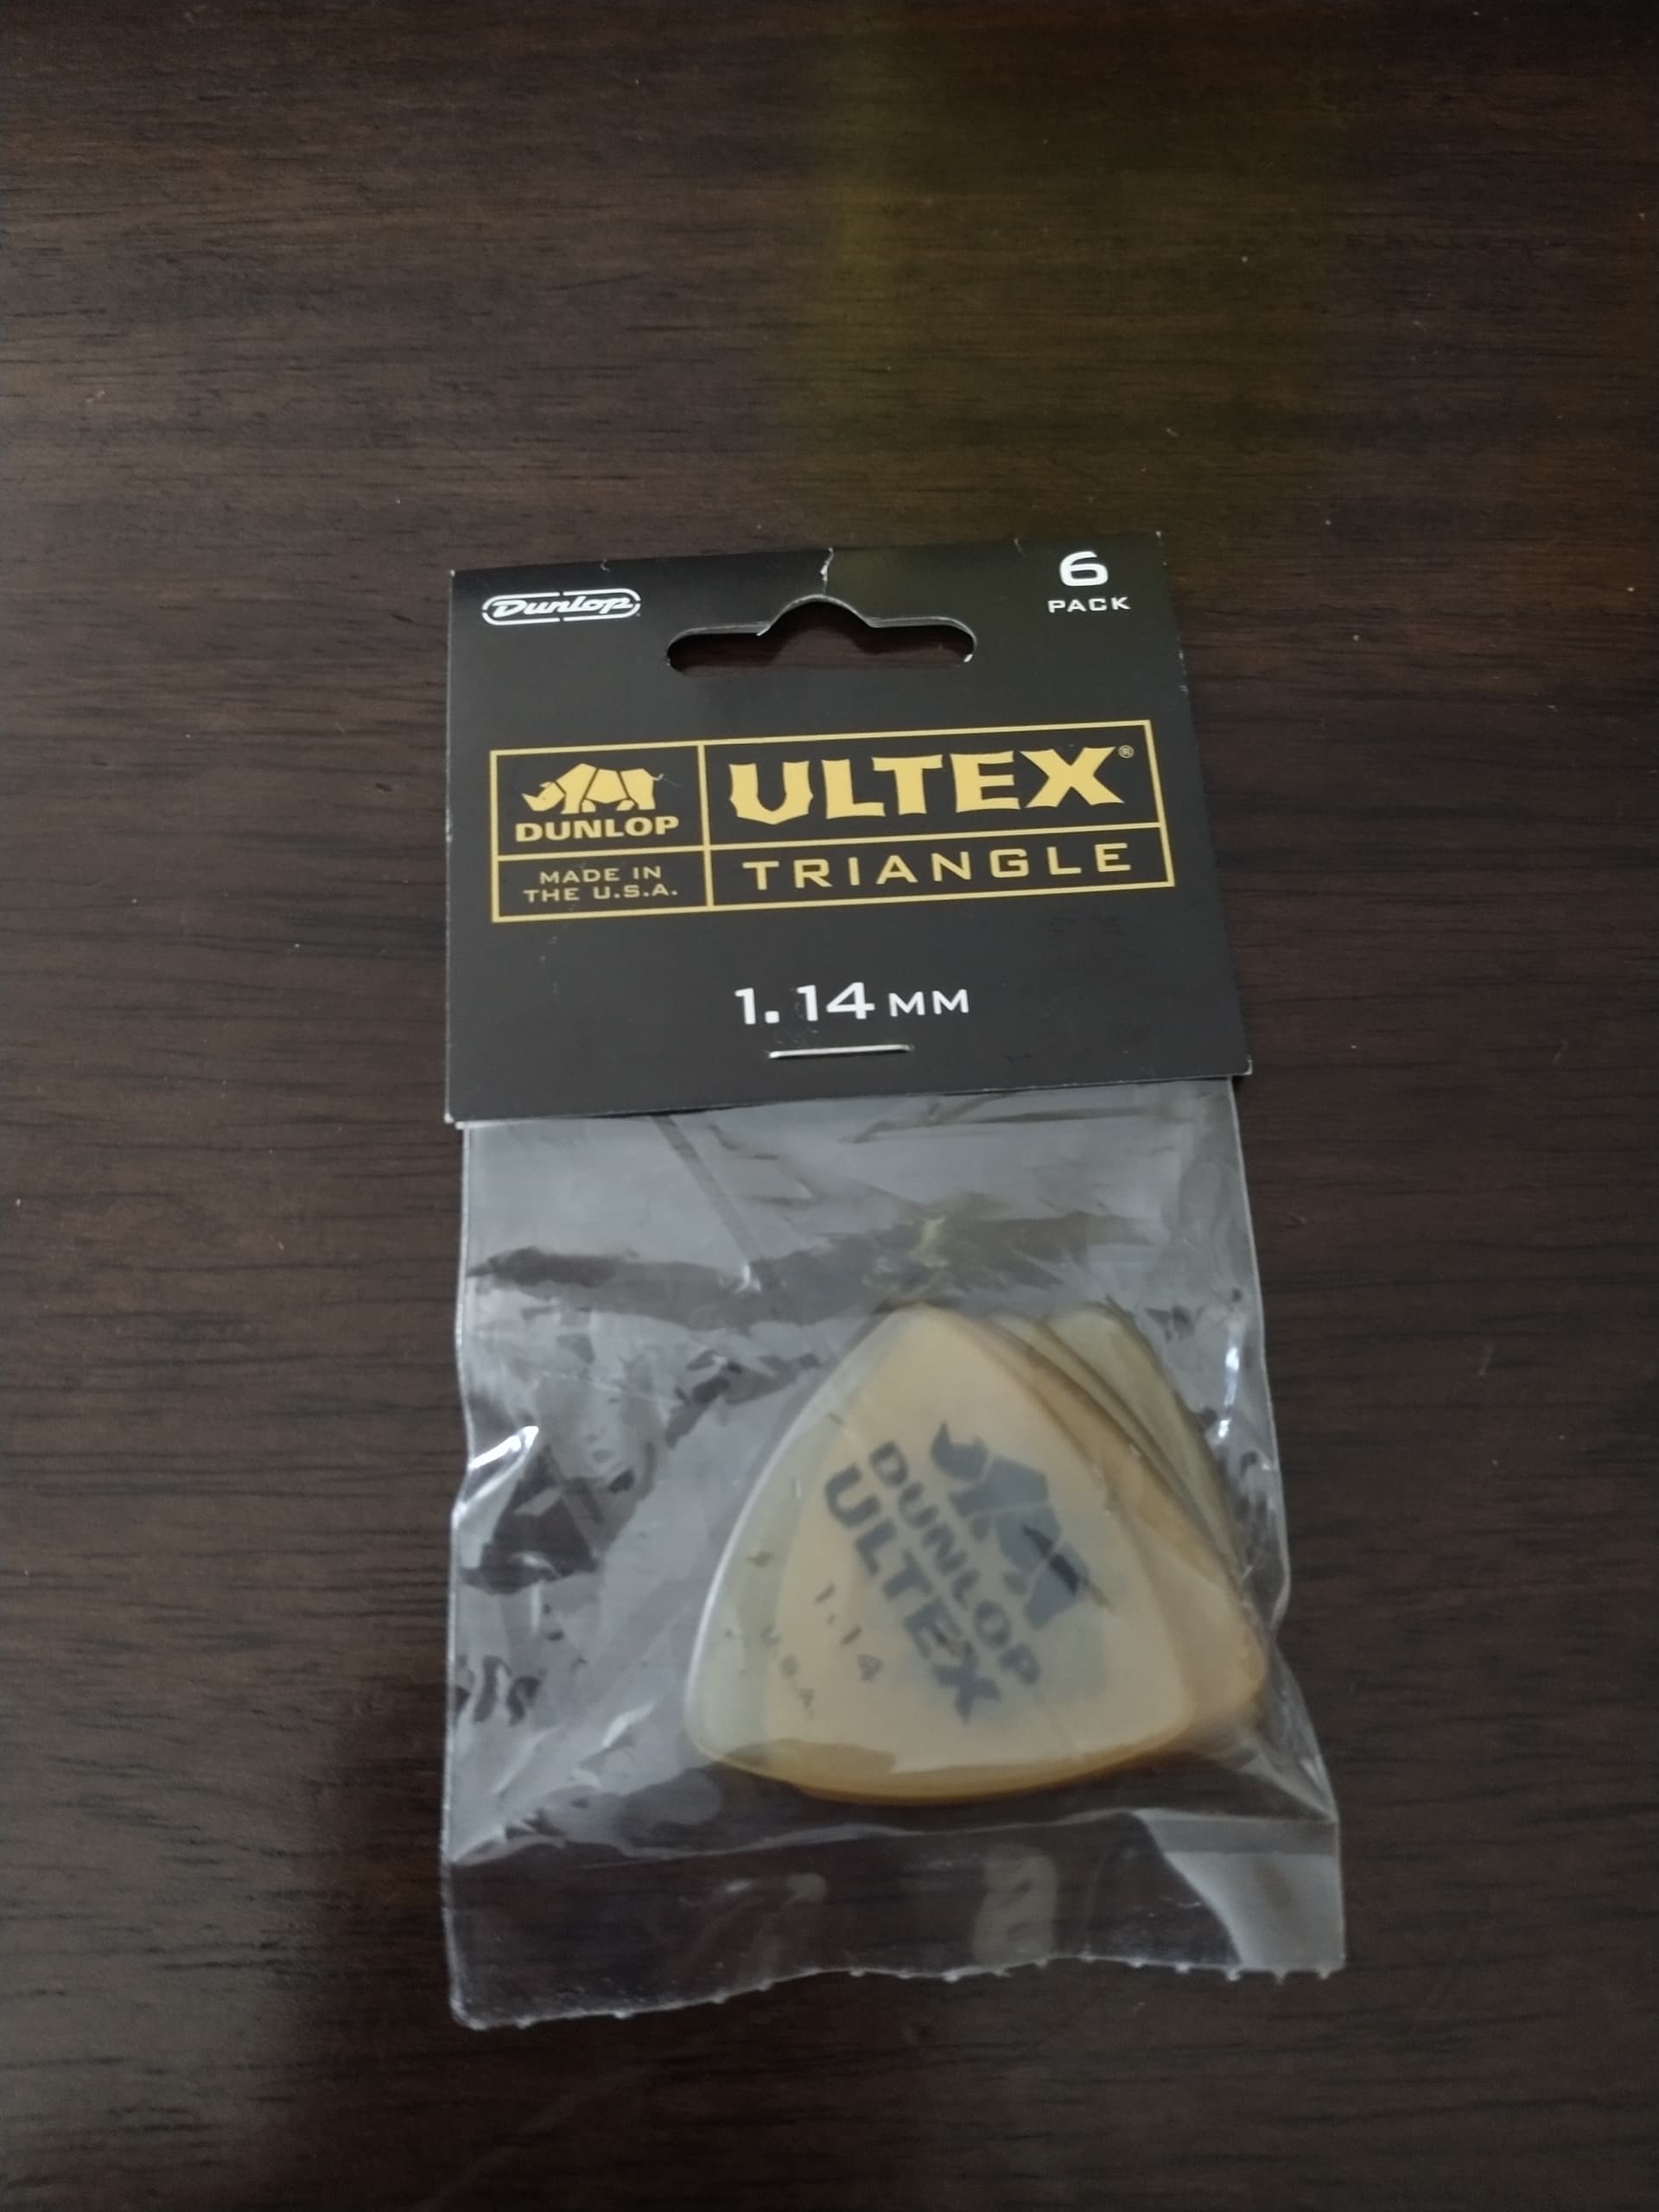 Dunlop
6
PACK
DUNLOP
MADE IN
THE U.S.A.
ULTEX®
TRIANGLE
1.14 MM
DUNLOP
ULTEX
1.14